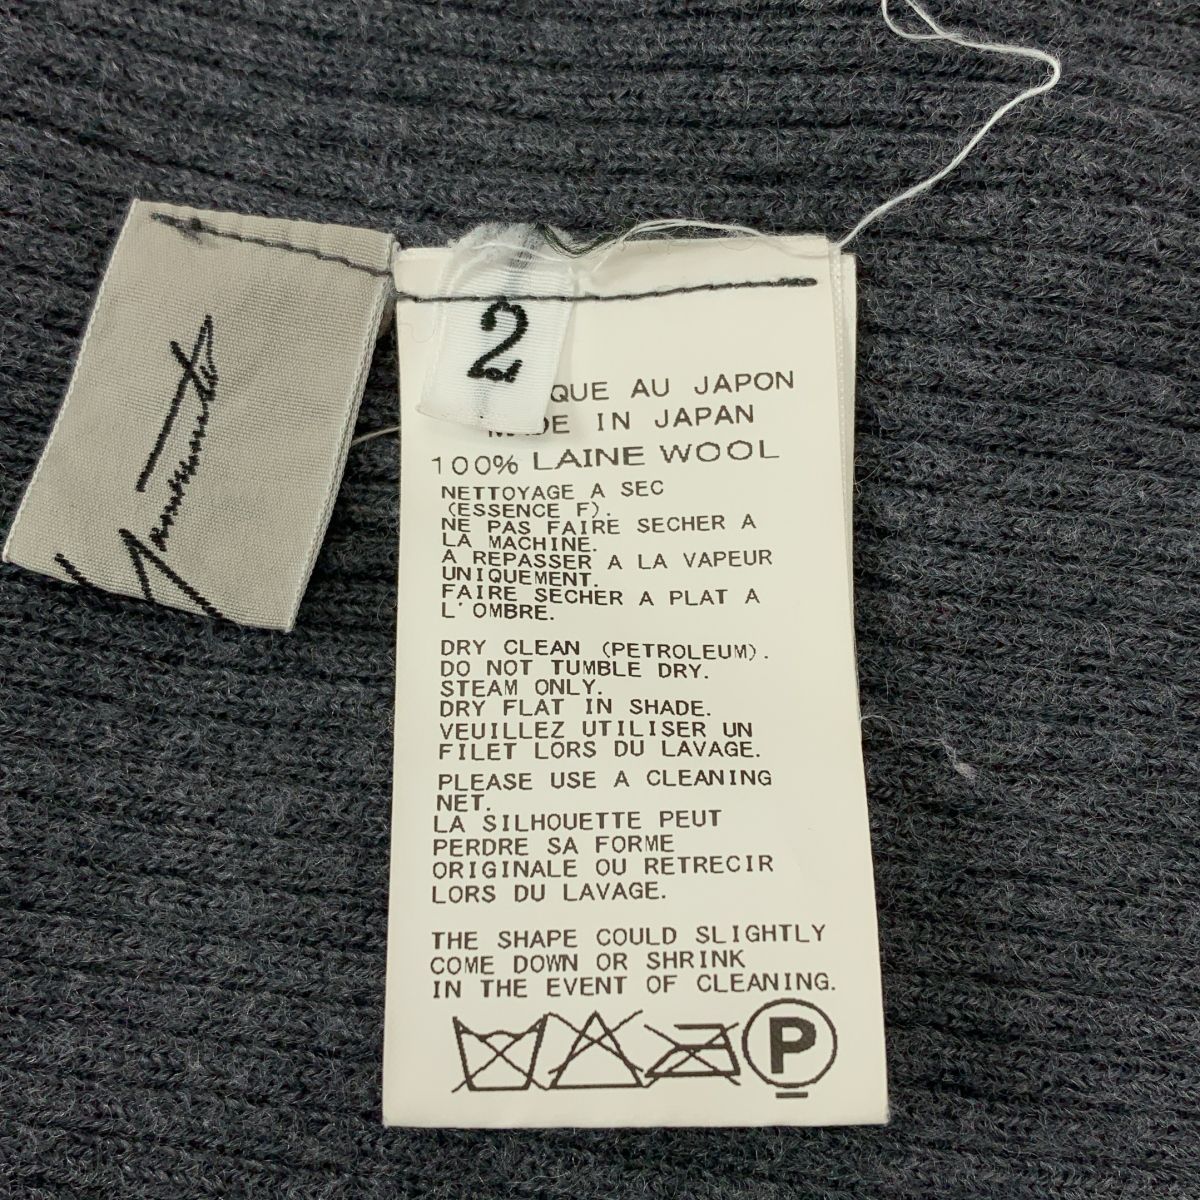 2
QUE AU JAPON
MADE IN JAPAN
100% LAINE WOOL
NETTOYAGE A SEC
(ESSENCE F).
NE PAS FAIRE SECHER A
LA MACHINE.
A REPASSER A LA VAPEUR
UNIQUEMENT.
FAIRE SECHER A PLAT A
L'OMBRE.
DRY CLEAN (PETROLEUM).
DO NOT TUMBLE DRY.
STEAM ONLY.
DRY FLAT IN SHADE.
VEUILLEZ UTILISER UN
FILET LORS DU LAVAGE.
PLEASE USE A CLEANING
NET.
LA SILHOUETTE PEUT
PERDRE SA FORME
ORIGINALE OU RETRECIR
LORS DU LAVAGE.
THE SHAPE COULD SLIGHTLY
COME DOWN OR SHRINK
IN THE EVENT OF CLEANING.
P